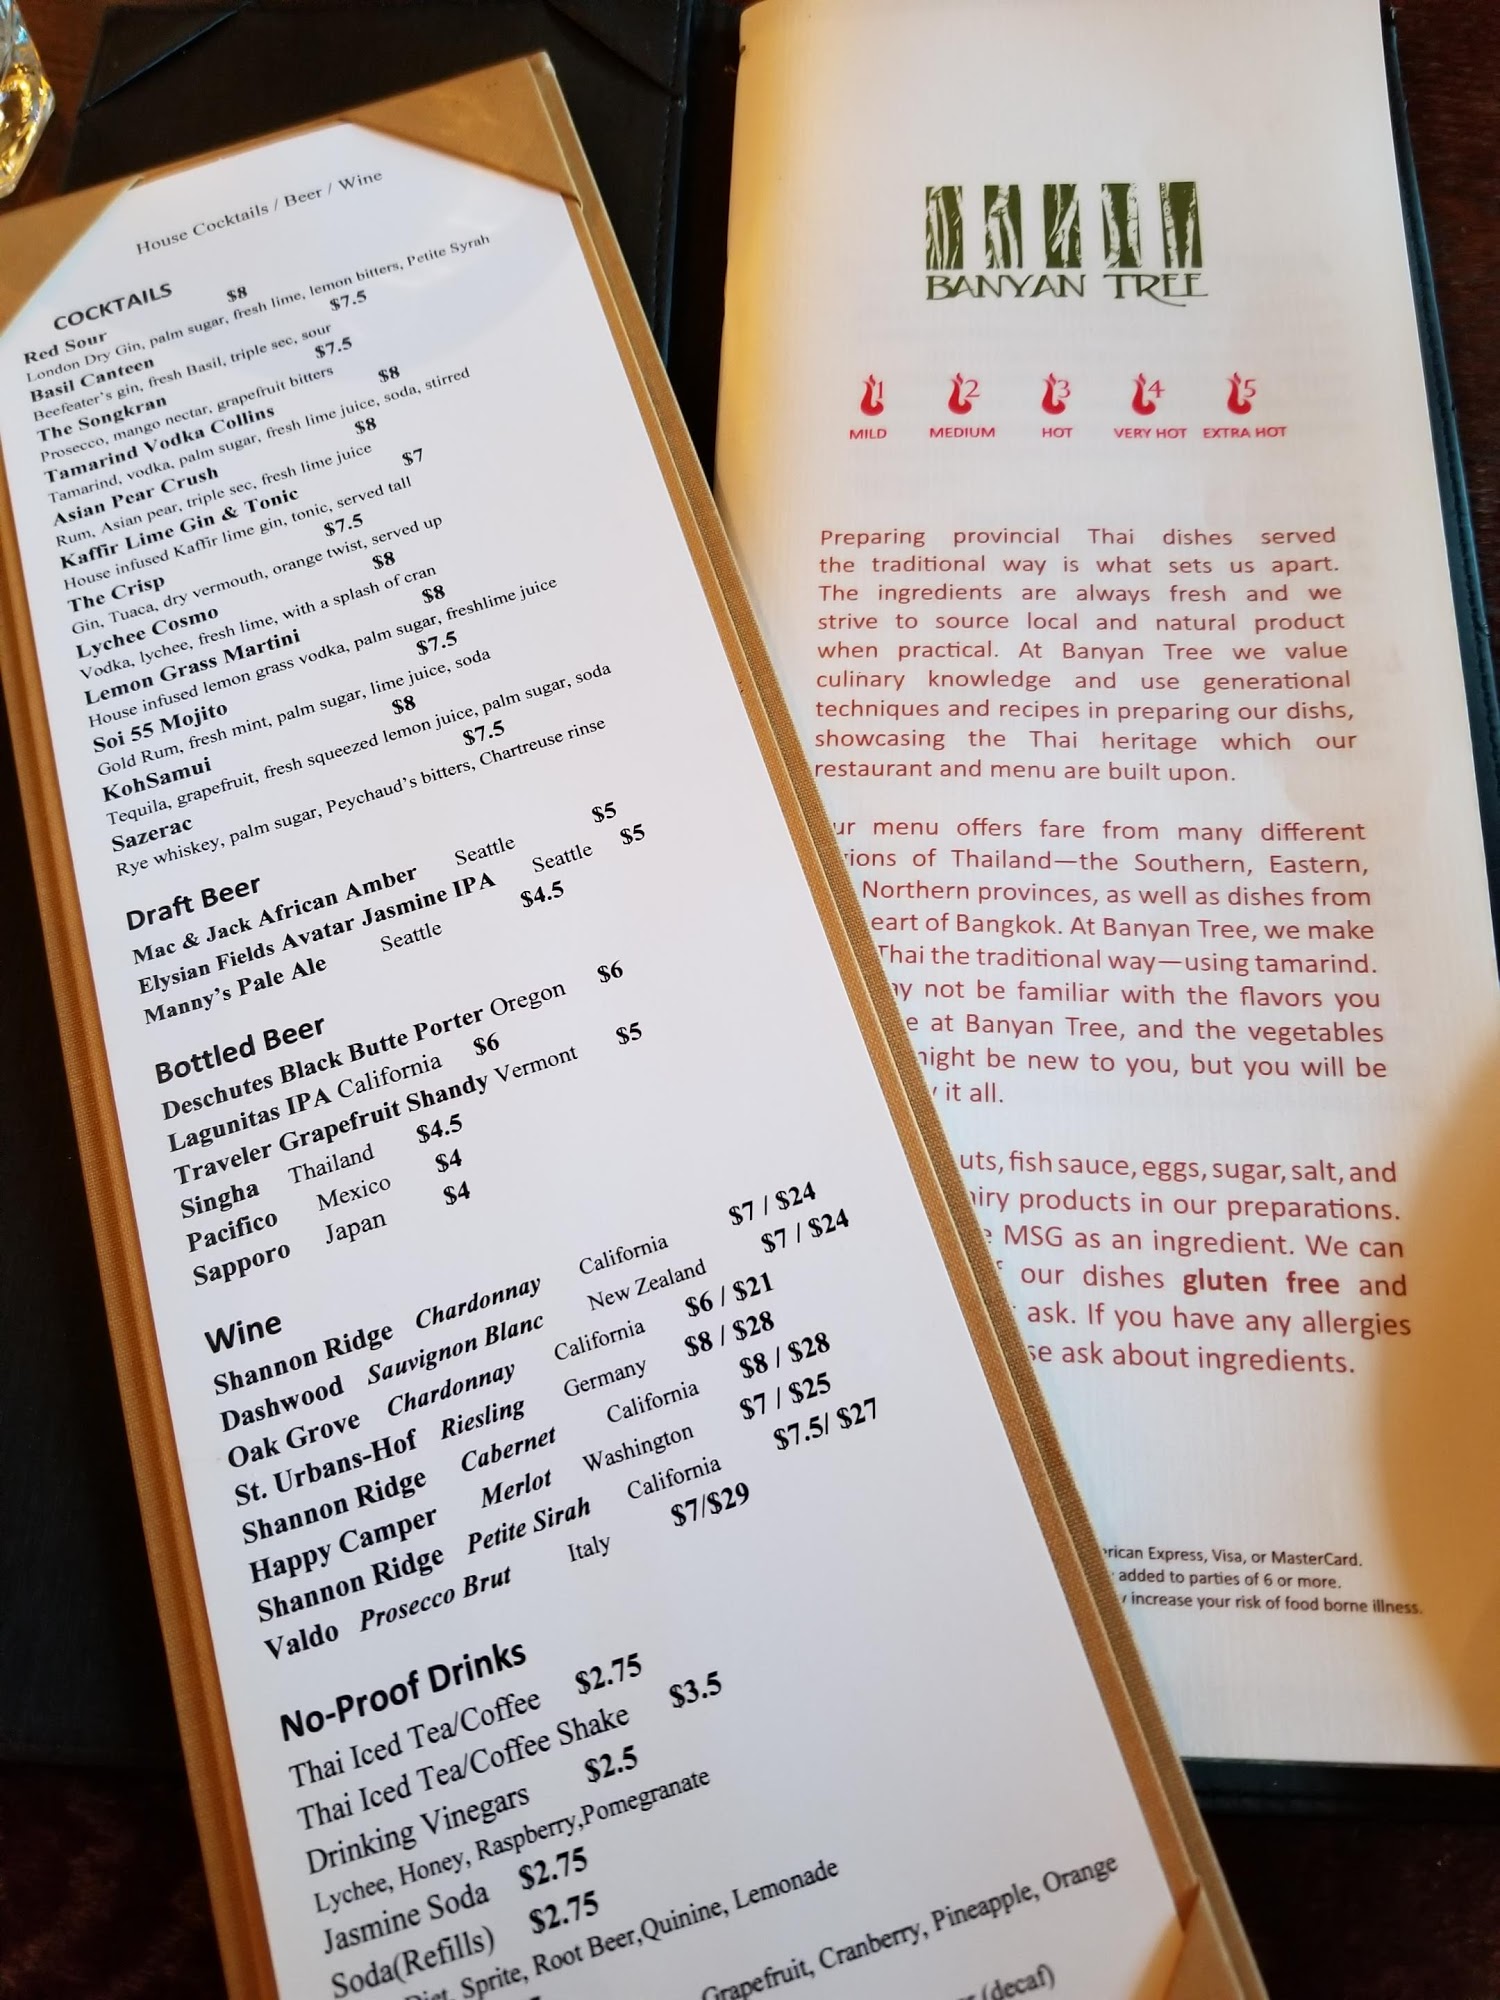 House Cocktails / Beer / Wine
COCKTAILS
Red Sour $8
London Dry Gin, palm sugar, fresh lime, lemon bitters, Petite Syrah
Basil Canteen $7.5
Beefeater's gin, fresh Basil, triple sec, sour
The Songkran $7.5
Prosecco, mango nectar, grapefruit bitters
Tamarind Vodka Collins $8
Tamarind, vodka, palm sugar, fresh lime juice, soda, stirred
Asian Pear Crush $8
Rum, Asian pear, triple sec, fresh lime juice
Kaffir Lime Gin & Tonic $7
House infused Kaffir lime gin, tonic, served tall
The Crisp $7.5
Gin, Tuaca, dry vermouth, orange twist, served up
Lychee Cosmo $8
Vodka, lychee, fresh lime, with a splash of cran
Lemon Grass Martini $8
House infused lemon grass vodka, palm sugar, freshlime juice
Soi 55 Mojito $7.5
Gold Rum, fresh mint, palm sugar, lime juice, soda
KohSamui $8
Tequila, grapefruit, fresh squeezed lemon juice, palm sugar, soda
Sazerac $7.5
Rye whiskey, palm sugar, Peychaud's bitters, Chartreuse rinse
Draft Beer
Mac & Jack African Amber Seattle $5
Elysian Fields Avatar Jasmine IPA Seattle $5
Manny's Pale Ale Seattle $4.5
Bottled Beer
Deschutes Black Butte Porter Oregon $6
Lagunitas IPA California $6
Traveler Grapefruit Shandy Vermont $5
Singha Thailand $4.5
Pacifico Mexico $4
Sapporo Japan $4
Wine
Shannon Ridge Chardonnay California $7 / $24
Dashwood Sauvignon Blanc New Zealand $7 / $24
Oak Grove Chardonnay California $6 / $21
St. Urbans-Hof Riesling Germany $8 / $28
Shannon Ridge Cabernet California $8 / $28
Happy Camper Merlot Washington $7 / $25
Shannon Ridge Petite Sirah California $7.5/ $27
Valdo Prosecco Brut Italy $7/$29
No-Proof Drinks
Thai Iced Tea/Coffee $2.75
Thai Iced Tea/Coffee Shake $3.5
Drinking Vinegars $2.5
Lychee, Honey, Raspberry,Pomegranate
Jasmine Soda $2.75
Soda(Refills) $2.75
Diet, Sprite, Root Beer,Quinine, Lemonade
Grapefruit, Cranberry, Pineapple, Orange
(decaf)
BANYAN TREE
1 2 3 4 5
MILD MEDIUM HOT VERY HOT EXTRA HOT
Preparing provincial Thai dishes served
the traditional way is what sets us apart.
The ingredients are always fresh and we
strive to source local and natural product
when practical. At Banyan Tree we value
culinary knowledge and use generational
techniques and recipes in preparing our dishs,
showcasing the Thai heritage which our
restaurant and menu are built upon.
menu offers fare from many different
of Thailand—the Southern, Eastern,
Northern provinces, as well as dishes from
of Bangkok. At Banyan Tree, we make
Thai the traditional way—using tamarind.
not be familiar with the flavors you
at Banyan Tree, and the vegetables
might be new to you, but you will be
it all.
fish sauce, eggs, sugar, salt, and
products in our preparations.
MSG as an ingredient. We can
our dishes gluten free and
ask. If you have any allergies
ask about ingredients.
Express, Visa, or MasterCard.
added to parties of 6 or more.
increase your risk of food borne illness.